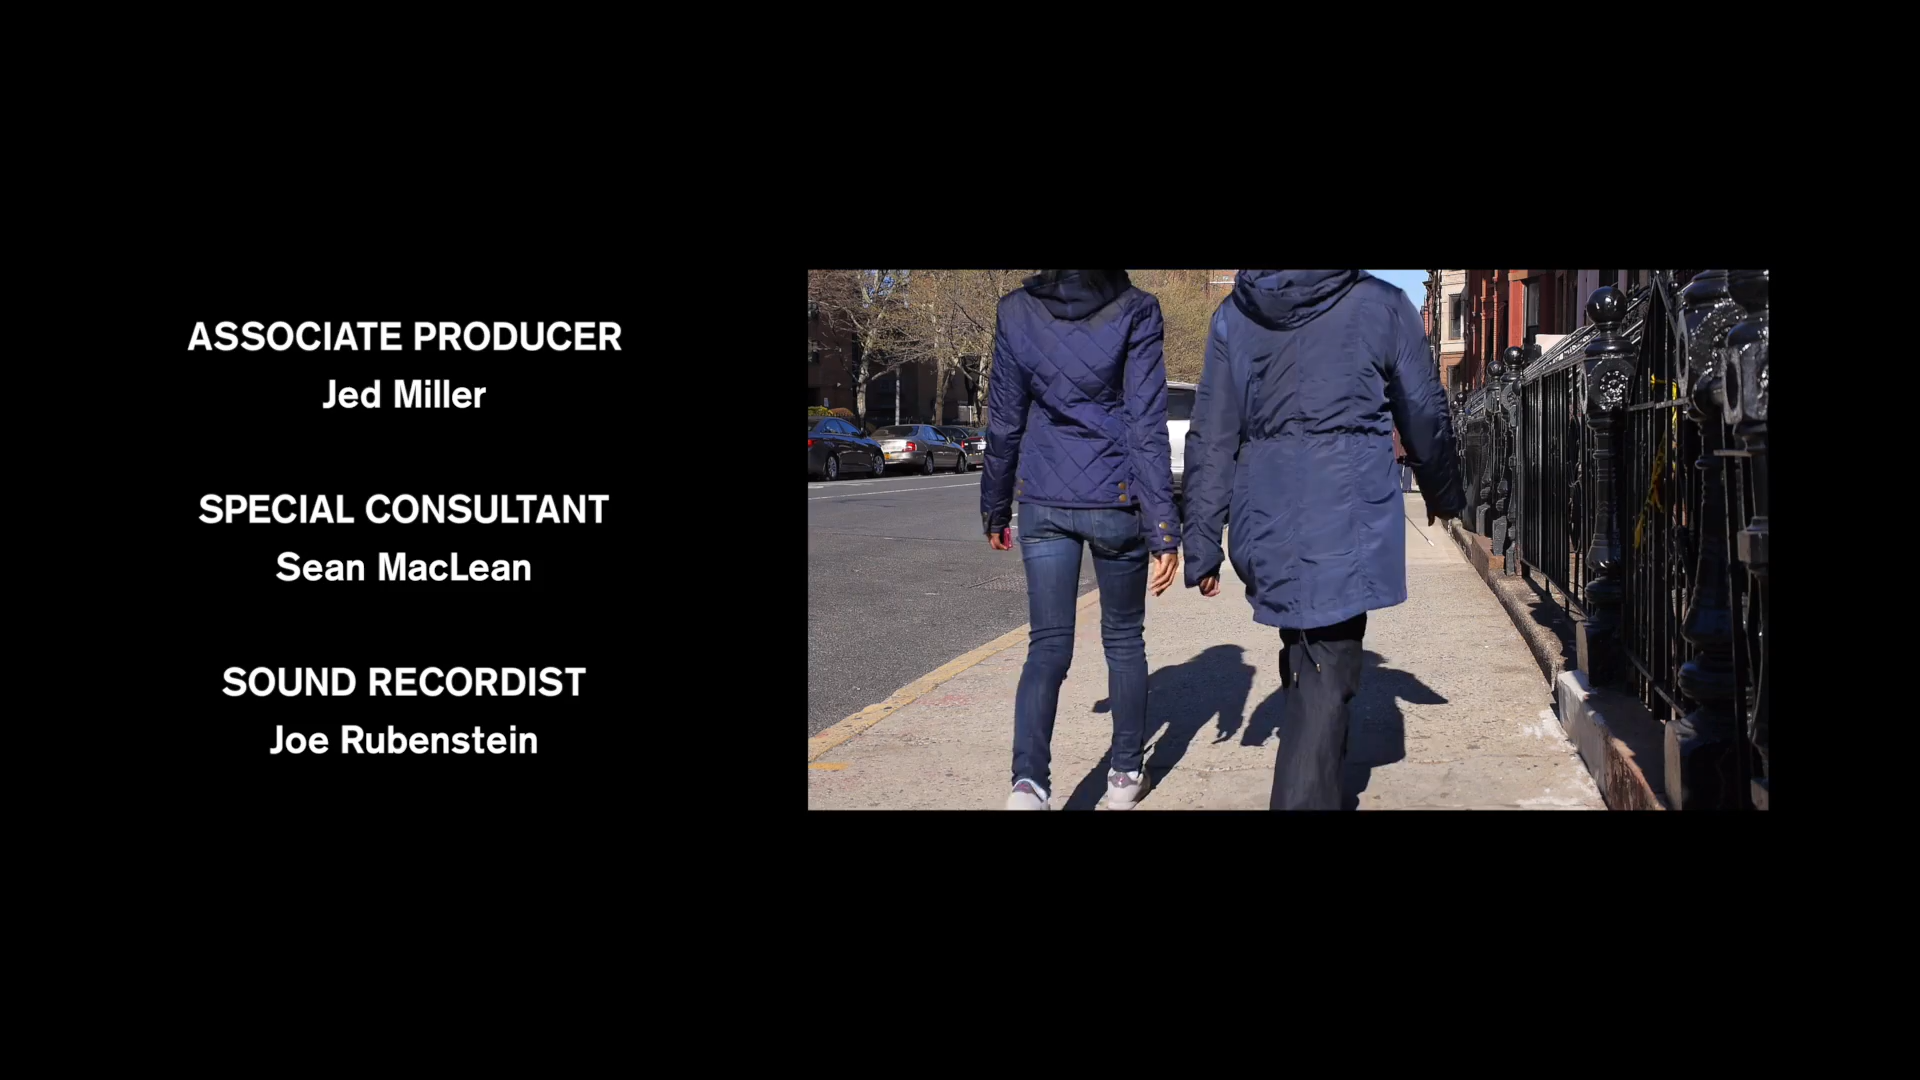 ASSOCIATE PRODUCER
Jed Miller
SPECIAL CONSULTANT
Sean MacLean
SOUND RECORDIST
Joe Rubenstein